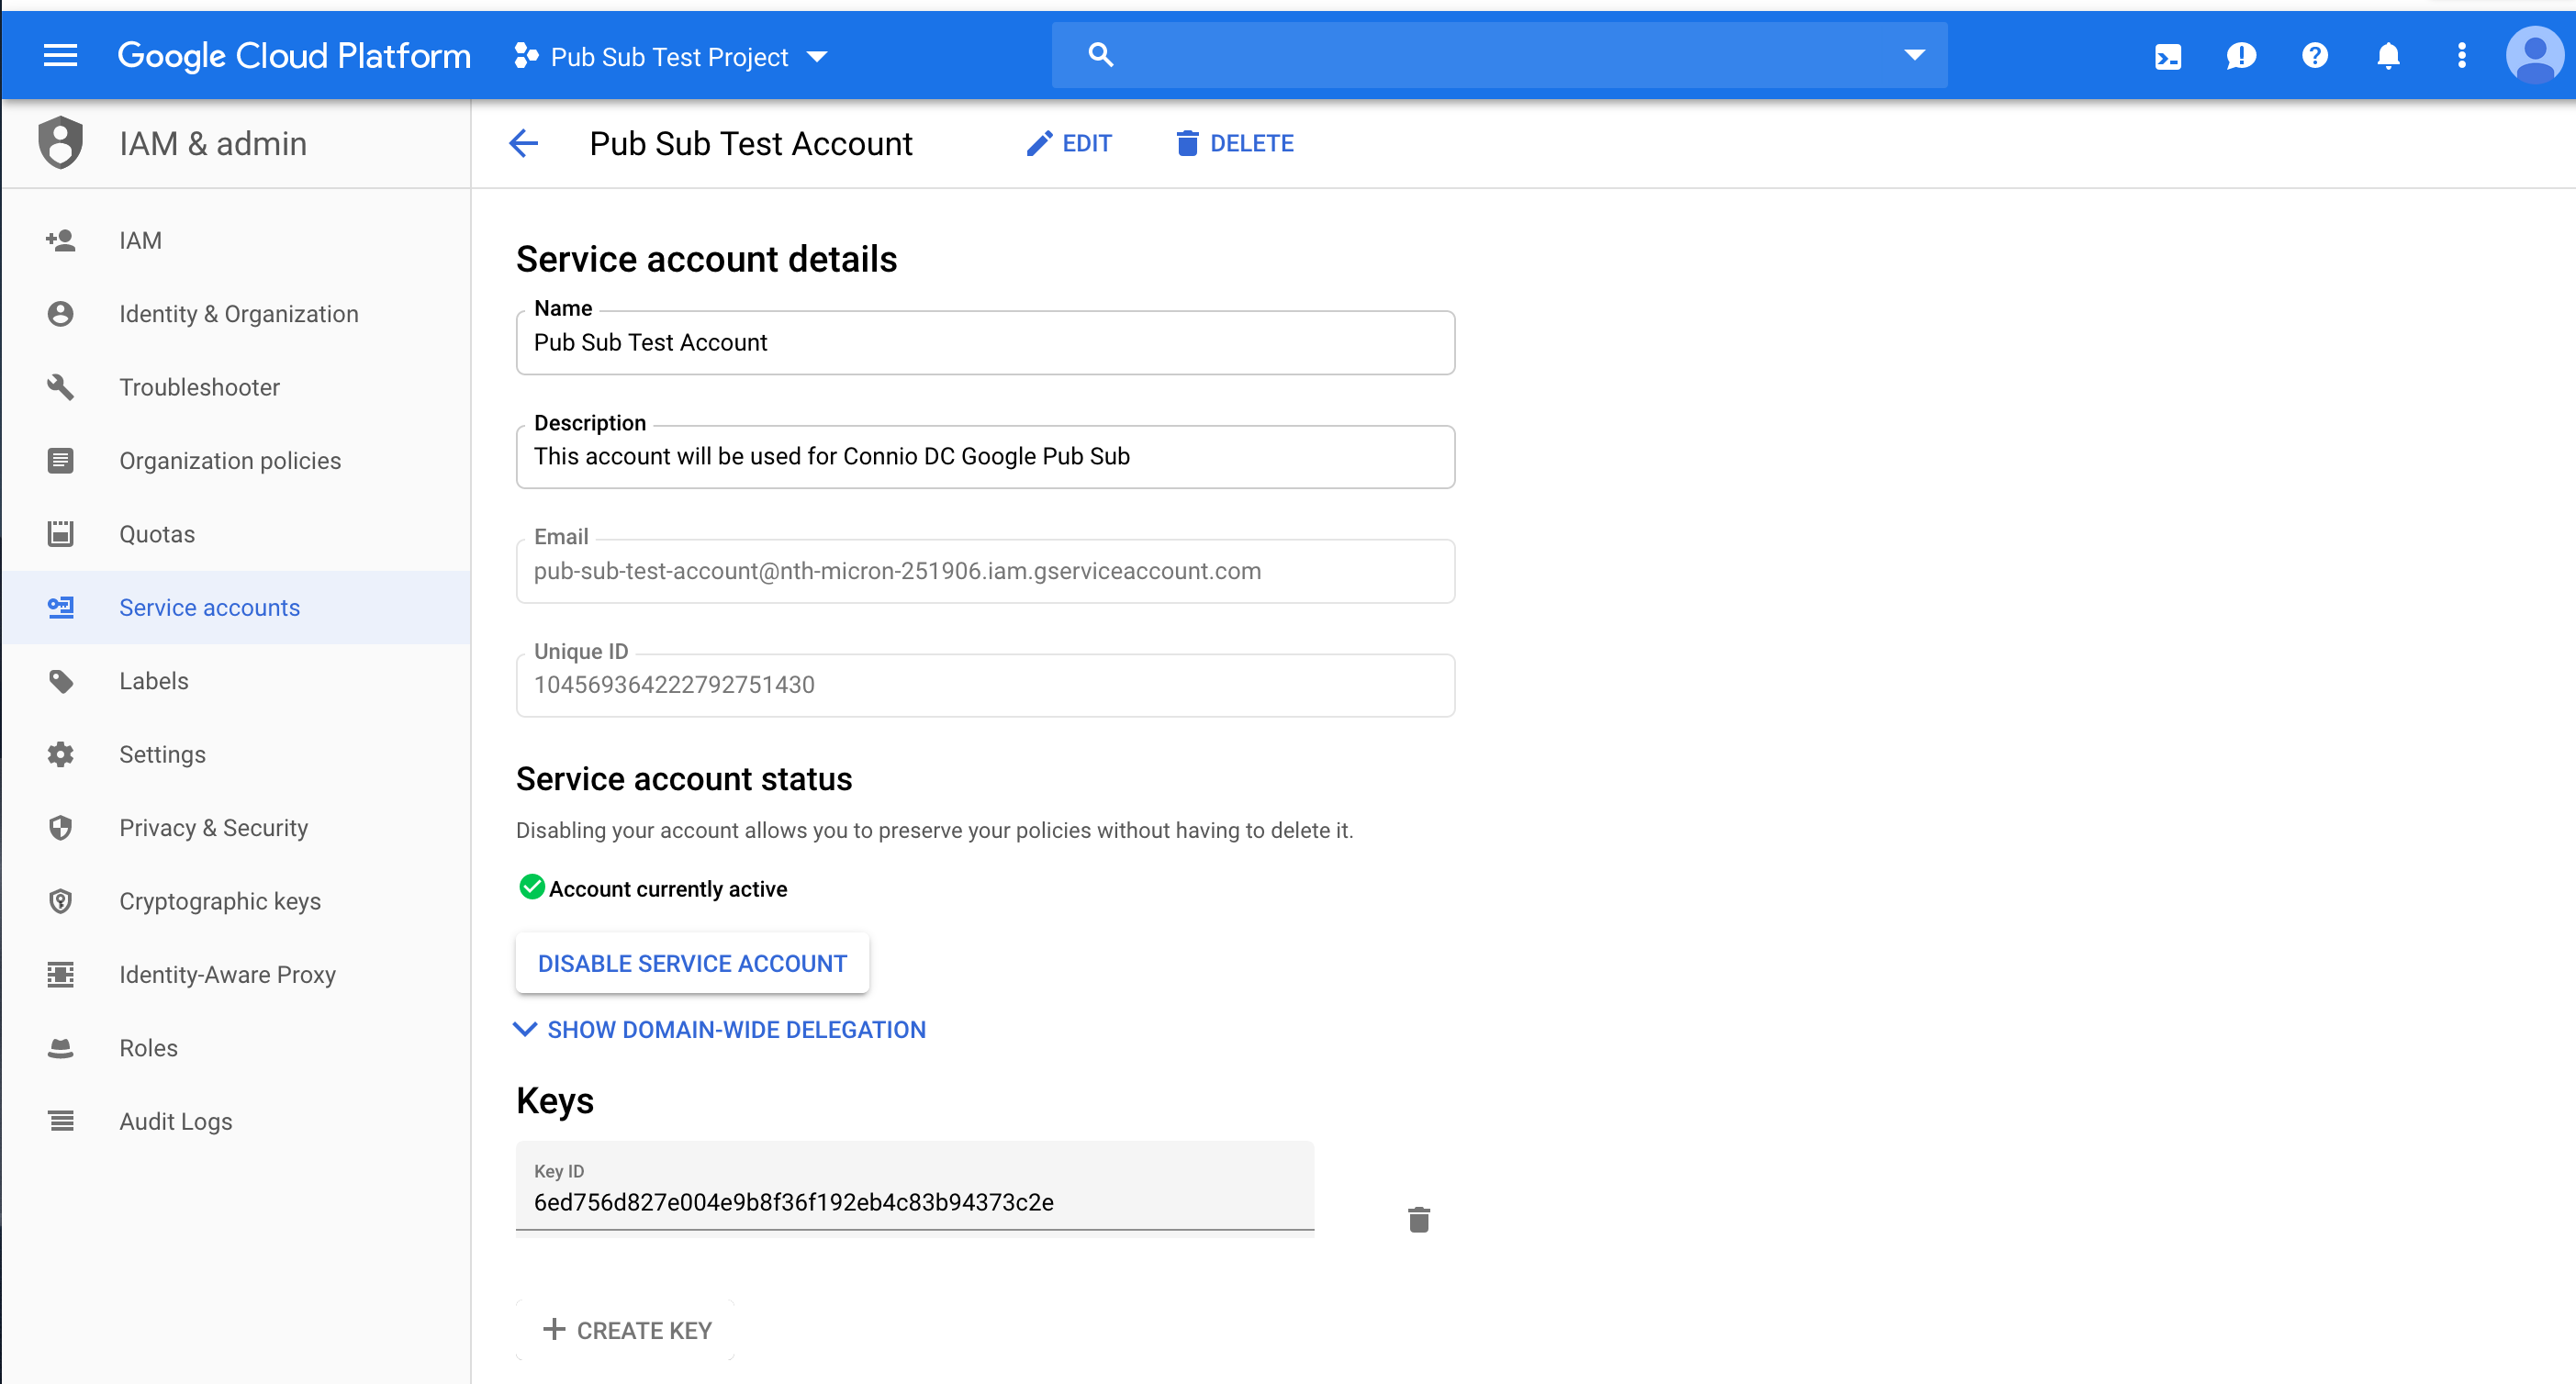 Google Cloud Platform
Pub Sub Test Project
IAM & admin
Pub Sub Test Account
EDIT
DELETE
IAM
Identity & Organization
Troubleshooter
Organization policies
Quotas
Service accounts
Labels
Settings
Privacy & Security
Cryptographic keys
Identity-Aware Proxy
Roles
Audit Logs
Service account details
Name
Pub Sub Test Account
Description
This account will be used for Connio DC Google Pub Sub
Email
pub-sub-test-account@nth-micron-251906.iam.gserviceaccount.com
Unique ID
104569364222792751430
Service account status
Disabling your account allows you to preserve your policies without having to delete it.
Account currently active
DISABLE SERVICE ACCOUNT
SHOW DOMAIN-WIDE DELEGATION
Keys
Key ID
6ed756d827e004e9b8f36f192eb4c83b94373c2e
CREATE KEY